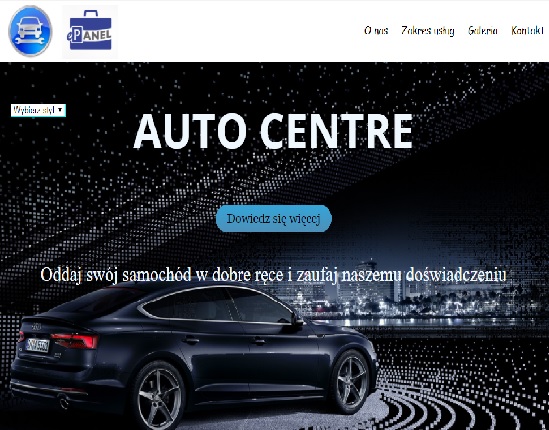 ePANEL
O nas Zakres usług Galeria Kontakt
Wybierz styl
AUTO CENTRE
Dowiedz się więcej
Oddaj swój samochód w dobre ręce i zaufaj naszemu doświadczeniu